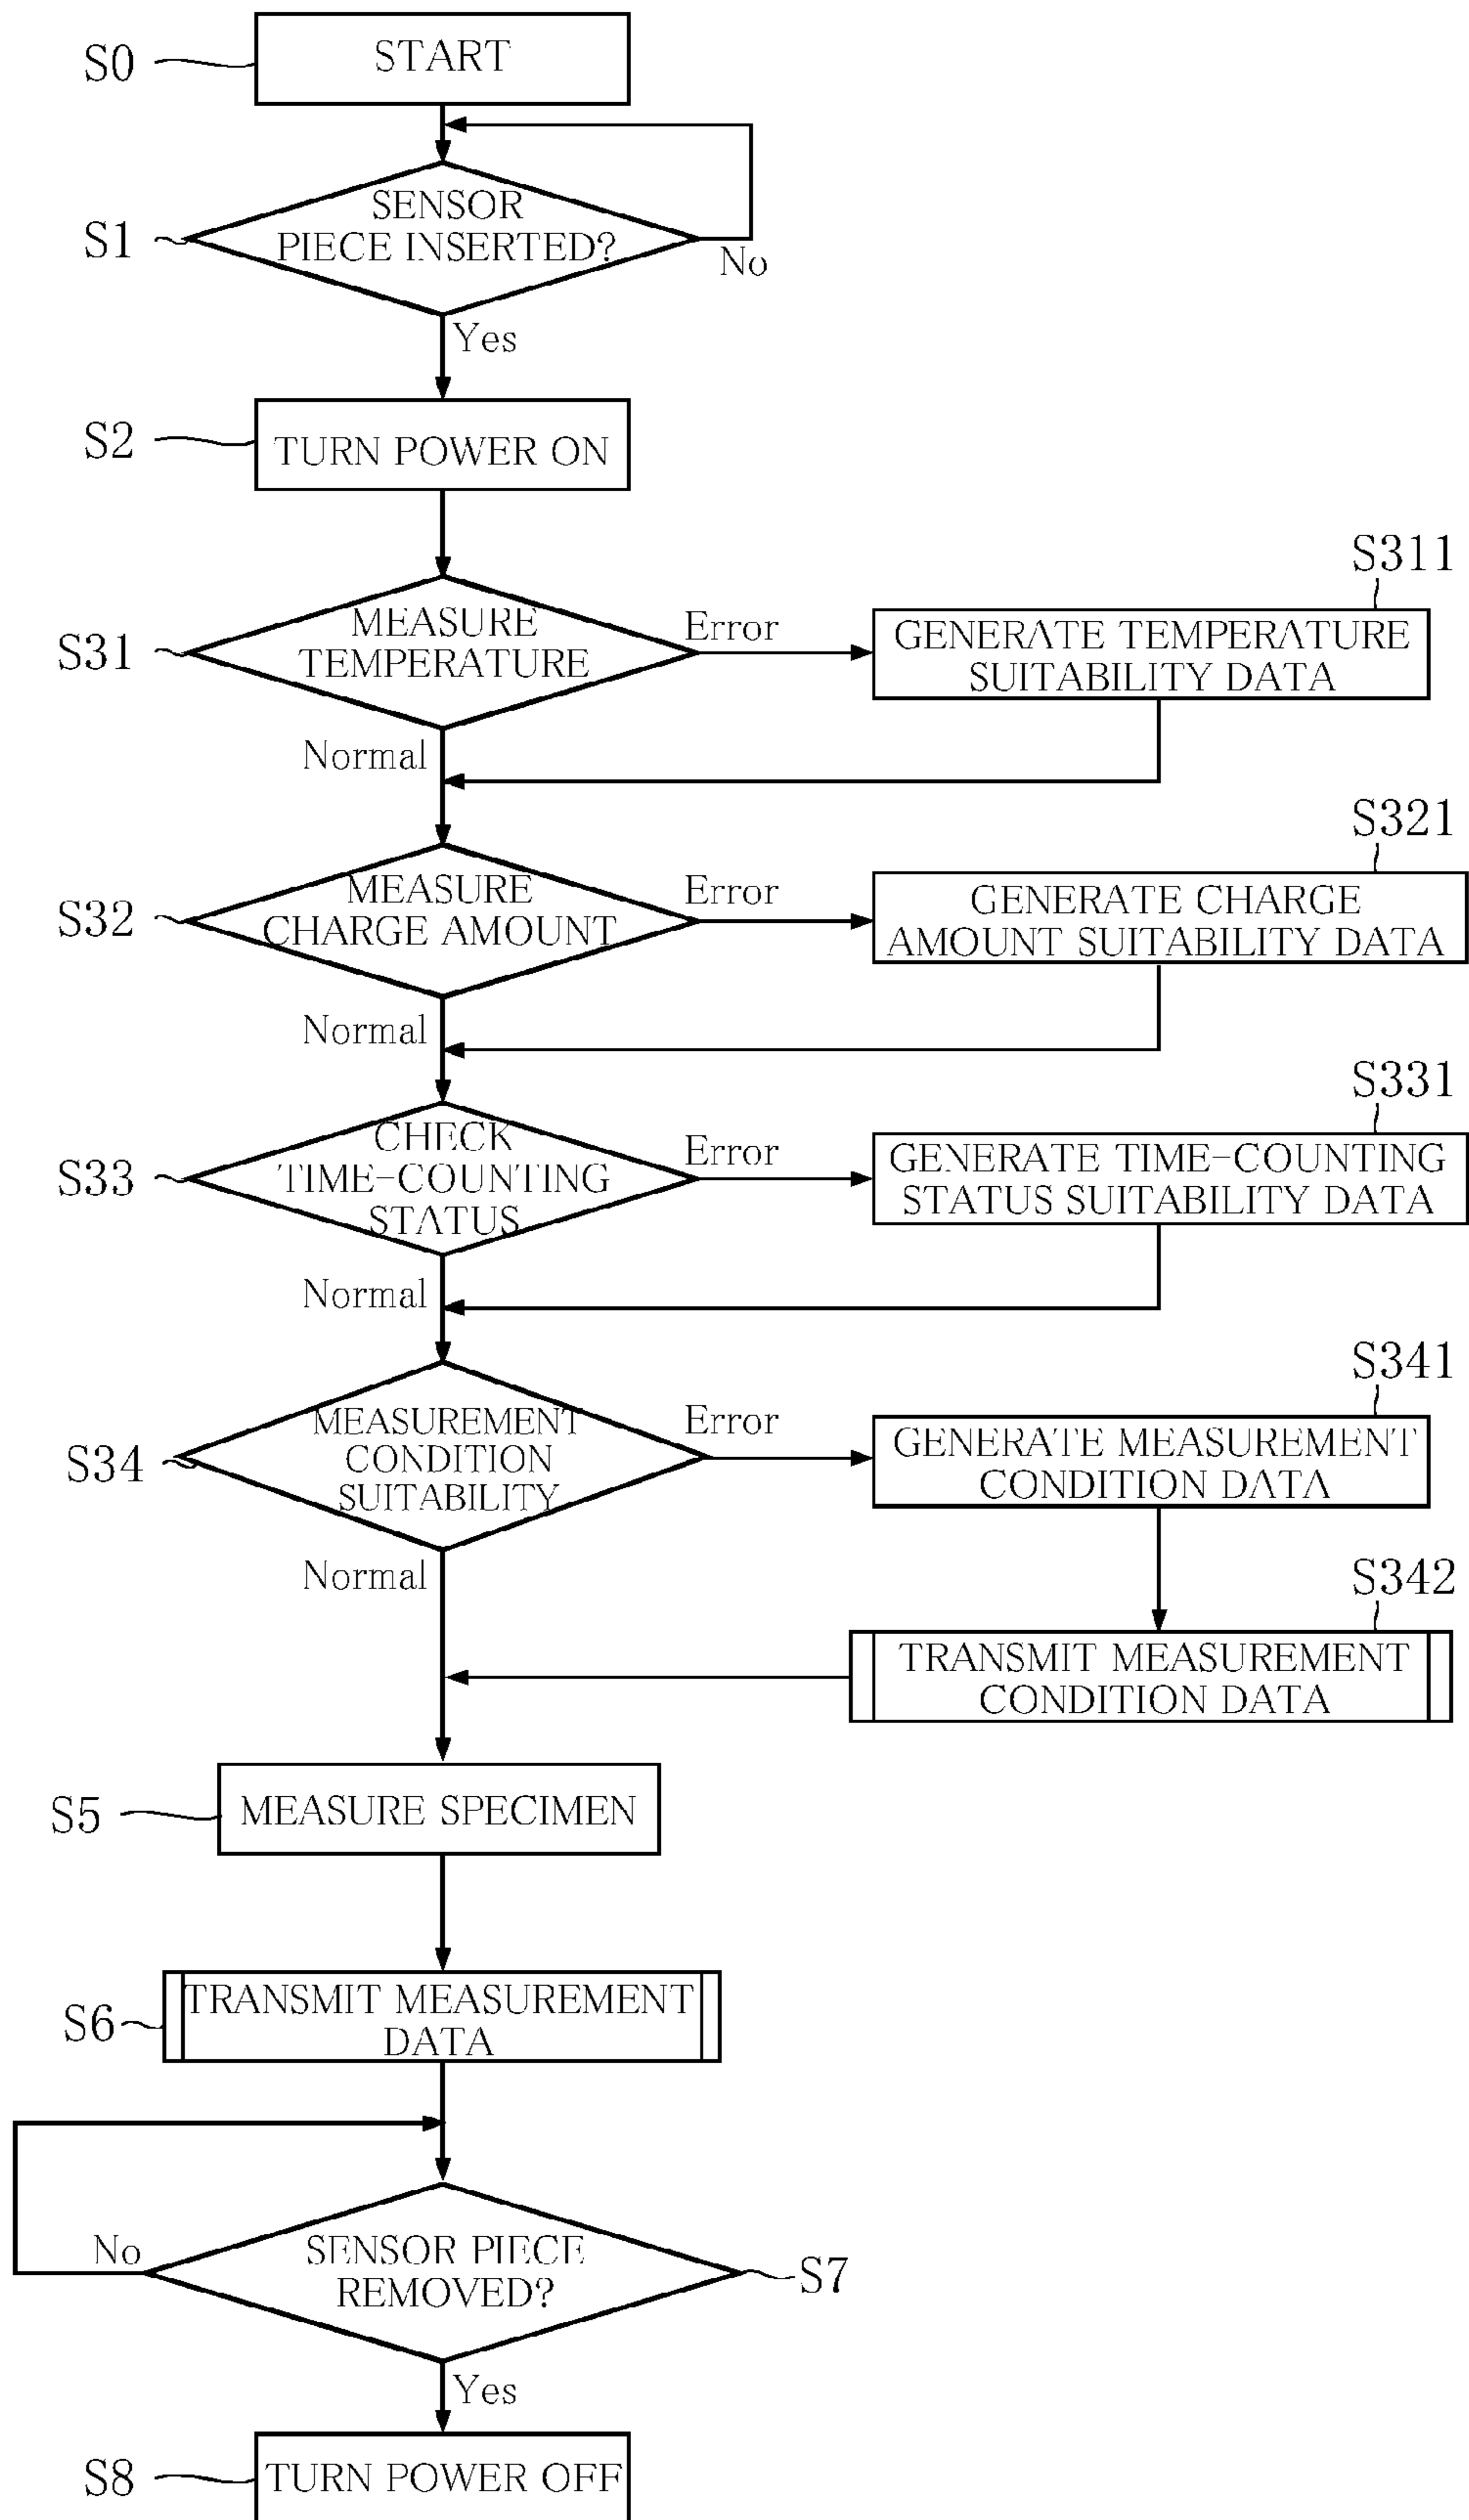 S0
START
S1
SENSOR
PIECE INSERTED?
No
Yes
S2
TURN POWER ON
S31
MEASURE
TEMPERATURE
Error
S311
GENERATE TEMPERATURE
SUITABILITY DATA
Normal
S32
MEASURE
CHARGE AMOUNT
Error
S321
GENERATE CHARGE
AMOUNT SUITABILITY DATA
Normal
S33
CHECK
TIME-COUNTING
STATUS
Error
S331
GENERATE TIME-COUNTING
STATUS SUITABILITY DATA
Normal
S34
MEASUREMENT
CONDITION
SUITABILITY
Error
S341
GENERATE MEASUREMENT
CONDITION DATA
Normal
S342
TRANSMIT MEASUREMENT
CONDITION DATA
S5
MEASURE SPECIMEN
S6
TRANSMIT MEASUREMENT
DATA
No
SENSOR PIECE
REMOVED?
S7
Yes
S8
TURN POWER OFF